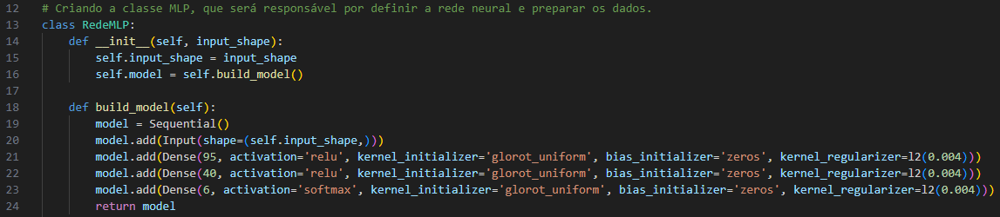 12 # Criando a classe MLP, que será responsável por definir a rede neural e preparar os dados.
13 class RedeMLP:
14     def __init__(self, input_shape):
15         self.input_shape = input_shape
16         self.model = self.build_model()
17
18     def build_model(self):
19         model = Sequential()
20         model.add(Input(shape=(self.input_shape,)))
21         model.add(Dense(95, activation='relu', kernel_initializer='glorot_uniform', bias_initializer='zeros', kernel_regularizer=l2(0.004)))
22         model.add(Dense(40, activation='relu', kernel_initializer='glorot_uniform', bias_initializer='zeros', kernel_regularizer=l2(0.004)))
23         model.add(Dense(6, activation='softmax', kernel_initializer='glorot_uniform', bias_initializer='zeros', kernel_regularizer=l2(0.004)))
24         return model